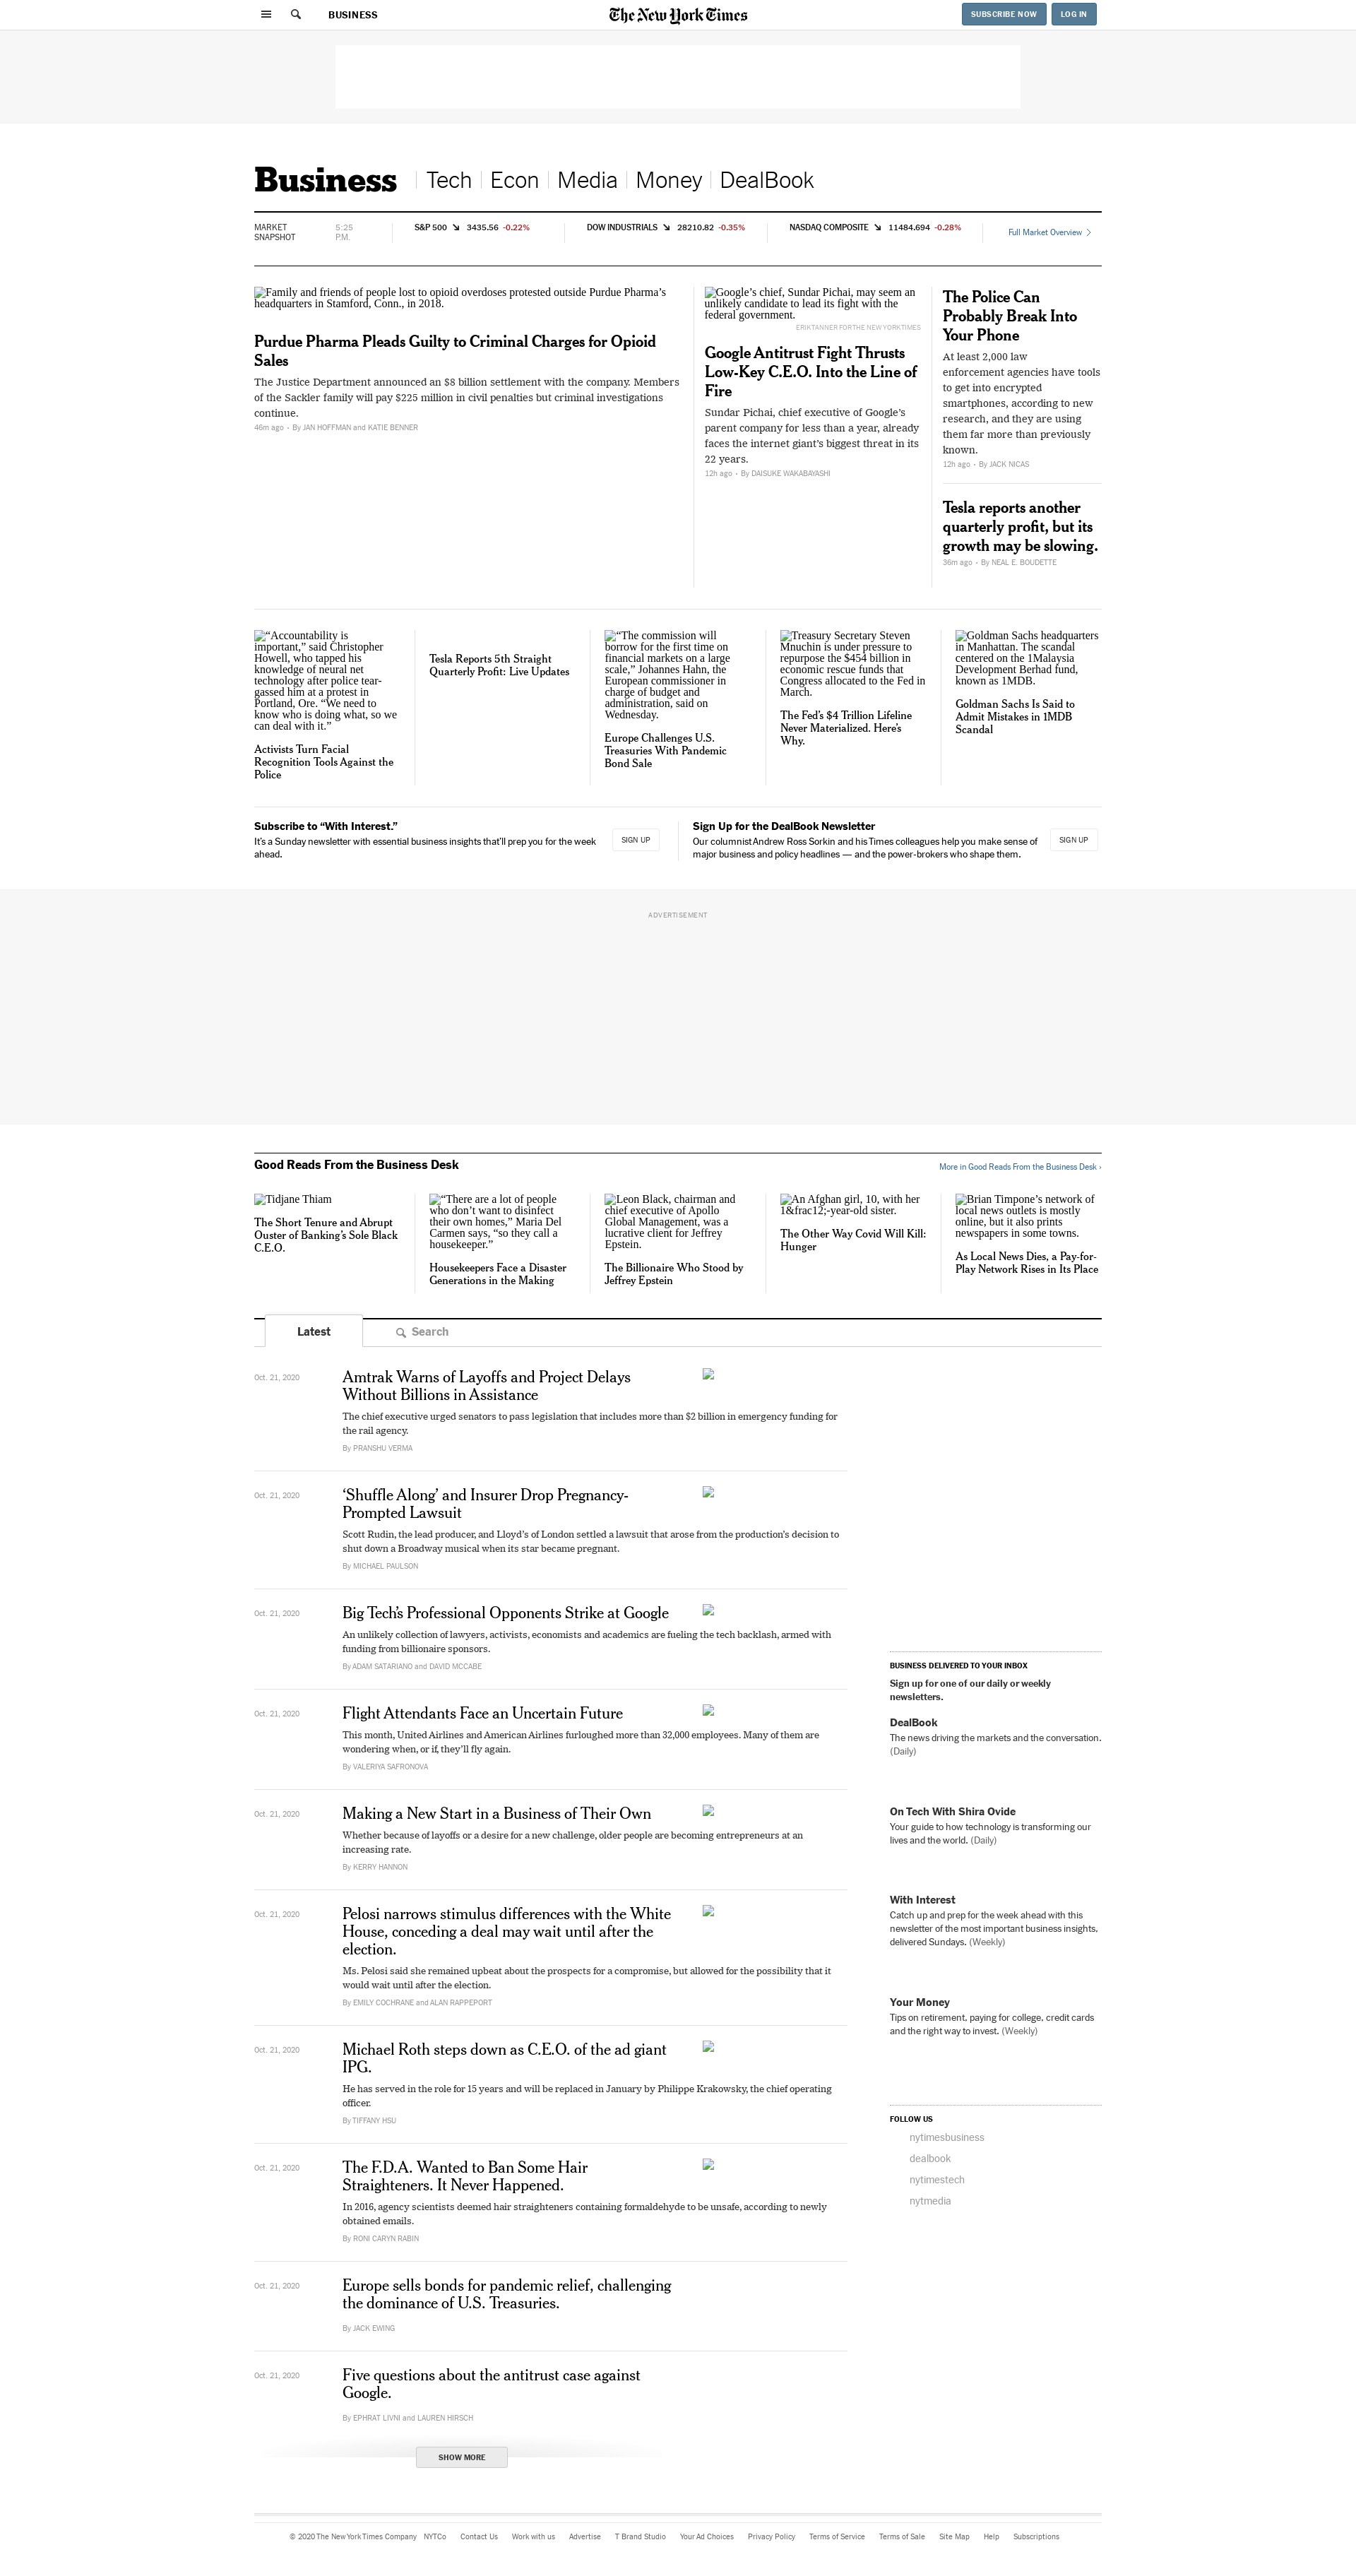 BUSINESS
The New York Times
SUBSCRIBE NOW
LOG IN
Business
Tech
Econ
Media
Money
DealBook
MARKET
SNAPSHOT
5:25
P.M.
S&P 500 3435.56 -0.22%
DOW INDUSTRIALS 28210.82 -0.35%
NASDAQ COMPOSITE 11484.694 -0.28%
Full Market Overview
Family and friends of people lost to opioid overdoses protested outside Purdue Pharma’s
headquarters in Stamford, Conn., in 2018.
Purdue Pharma Pleads Guilty to Criminal Charges for Opioid
Sales
The Justice Department announced an $8 billion settlement with the company. Members
of the Sackler family will pay $225 million in civil penalties but criminal investigations
continue.
46m ago • By JAN HOFFMAN and KATIE BENNER
Google’s chief, Sundar Pichai, may seem an
unlikely candidate to lead its fight with the
federal government.
ERIK TANNER FOR THE NEW YORK TIMES
Google Antitrust Fight Thrusts
Low-Key C.E.O. Into the Line of
Fire
Sundar Pichai, chief executive of Google’s
parent company for less than a year, already
faces the internet giant’s biggest threat in its
22 years.
12h ago • By DAISUKE WAKABAYASHI
The Police Can
Probably Break Into
Your Phone
At least 2,000 law
enforcement agencies have tools
to get into encrypted
smartphones, according to new
research, and they are using
them far more than previously
known.
12h ago • By JACK NICAS
Tesla reports another
quarterly profit, but its
growth may be slowing.
36m ago • By NEAL E. BOUDETTE
“Accountability is
important,” said Christopher
Howell, who tapped his
knowledge of neural net
technology after police tear-
gassed him at a protest in
Portland, Ore. “We need to
know who is doing what, so we
can deal with it.”
Activists Turn Facial
Recognition Tools Against the
Police
Tesla Reports 5th Straight
Quarterly Profit: Live Updates
“The commission will
borrow for the first time on
financial markets on a large
scale,” Johannes Hahn, the
European commissioner in
charge of budget and
administration, said on
Wednesday.
Europe Challenges U.S.
Treasuries With Pandemic
Bond Sale
Treasury Secretary Steven
Mnuchin is under pressure to
repurpose the $454 billion in
economic rescue funds that
Congress allocated to the Fed in
March.
The Fed’s $4 Trillion Lifeline
Never Materialized. Here’s
Why.
Goldman Sachs headquarters
in Manhattan. The scandal
centered on the 1Malaysia
Development Berhad fund,
known as 1MDB.
Goldman Sachs Is Said to
Admit Mistakes in 1MDB
Scandal
Subscribe to “With Interest.”
It’s a Sunday newsletter with essential business insights that’ll prep you for the week
ahead.
SIGN UP
Sign Up for the DealBook Newsletter
Our columnist Andrew Ross Sorkin and his Times colleagues help you make sense of
major business and policy headlines — and the power-brokers who shape them.
SIGN UP
ADVERTISEMENT
Good Reads From the Business Desk
More in Good Reads From the Business Desk ›
Tidjane Thiam
The Short Tenure and Abrupt
Ouster of Banking’s Sole Black
C.E.O.
“There are a lot of people
who don’t want to disinfect
their own homes,” Maria Del
Carmen says, “so they call a
housekeeper.”
Housekeepers Face a Disaster
Generations in the Making
Leon Black, chairman and
chief executive of Apollo
Global Management, was a
lucrative client for Jeffrey
Epstein.
The Billionaire Who Stood by
Jeffrey Epstein
An Afghan girl, 10, with her
1&frac12;-year-old sister.
The Other Way Covid Will Kill:
Hunger
Brian Timpone’s network of
local news outlets is mostly
online, but it also prints
newspapers in some towns.
As Local News Dies, a Pay-for-
Play Network Rises in Its Place
Latest
Search
Oct. 21, 2020
Amtrak Warns of Layoffs and Project Delays
Without Billions in Assistance
The chief executive urged senators to pass legislation that includes more than $2 billion in emergency funding for
the rail agency.
By PRANSHU VERMA
Oct. 21, 2020
‘Shuffle Along’ and Insurer Drop Pregnancy-
Prompted Lawsuit
Scott Rudin, the lead producer, and Lloyd’s of London settled a lawsuit that arose from the production’s decision to
shut down a Broadway musical when its star became pregnant.
By MICHAEL PAULSON
Oct. 21, 2020
Big Tech’s Professional Opponents Strike at Google
An unlikely collection of lawyers, activists, economists and academics are fueling the tech backlash, armed with
funding from billionaire sponsors.
By ADAM SATARIANO and DAVID MCCABE
Oct. 21, 2020
Flight Attendants Face an Uncertain Future
This month, United Airlines and American Airlines furloughed more than 32,000 employees. Many of them are
wondering when, or if, they’ll fly again.
By VALERIYA SAFRONOVA
Oct. 21, 2020
Making a New Start in a Business of Their Own
Whether because of layoffs or a desire for a new challenge, older people are becoming entrepreneurs at an
increasing rate.
By KERRY HANNON
Oct. 21, 2020
Pelosi narrows stimulus differences with the White
House, conceding a deal may wait until after the
election.
Ms. Pelosi said she remained upbeat about the prospects for a compromise, but allowed for the possibility that it
would wait until after the election.
By EMILY COCHRANE and ALAN RAPPEPORT
Oct. 21, 2020
Michael Roth steps down as C.E.O. of the ad giant
IPG.
He has served in the role for 15 years and will be replaced in January by Philippe Krakowsky, the chief operating
officer.
By TIFFANY HSU
Oct. 21, 2020
The F.D.A. Wanted to Ban Some Hair
Straighteners. It Never Happened.
In 2016, agency scientists deemed hair straighteners containing formaldehyde to be unsafe, according to newly
obtained emails.
By RONI CARYN RABIN
Oct. 21, 2020
Europe sells bonds for pandemic relief, challenging
the dominance of U.S. Treasuries.
By JACK EWING
Oct. 21, 2020
Five questions about the antitrust case against
Google.
By EPHRAT LIVNI and LAUREN HIRSCH
SHOW MORE
BUSINESS DELIVERED TO YOUR INBOX
Sign up for one of our daily or weekly
newsletters.
DealBook
The news driving the markets and the conversation.
(Daily)
On Tech With Shira Ovide
Your guide to how technology is transforming our
lives and the world. (Daily)
With Interest
Catch up and prep for the week ahead with this
newsletter of the most important business insights,
delivered Sundays. (Weekly)
Your Money
Tips on retirement, paying for college, credit cards
and the right way to invest. (Weekly)
FOLLOW US
nytimesbusiness
dealbook
nytimestech
nytmedia
© 2020 The New York Times Company NYTCo Contact Us Work with us Advertise T Brand Studio Your Ad Choices Privacy Policy Terms of Service Terms of Sale Site Map Help Subscriptions